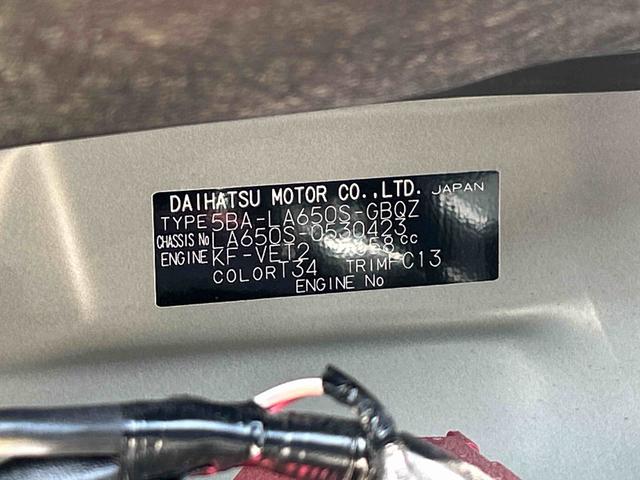 DAIHATSU MOTOR CO.,LTD. JAPAN
TYPE 5BA-LA650S-GBQZ
CHASSIS No LA650S-0530423
ENGINE KF-VET2 658 cc
COLOR T34 TRIM FC13
ENGINE No